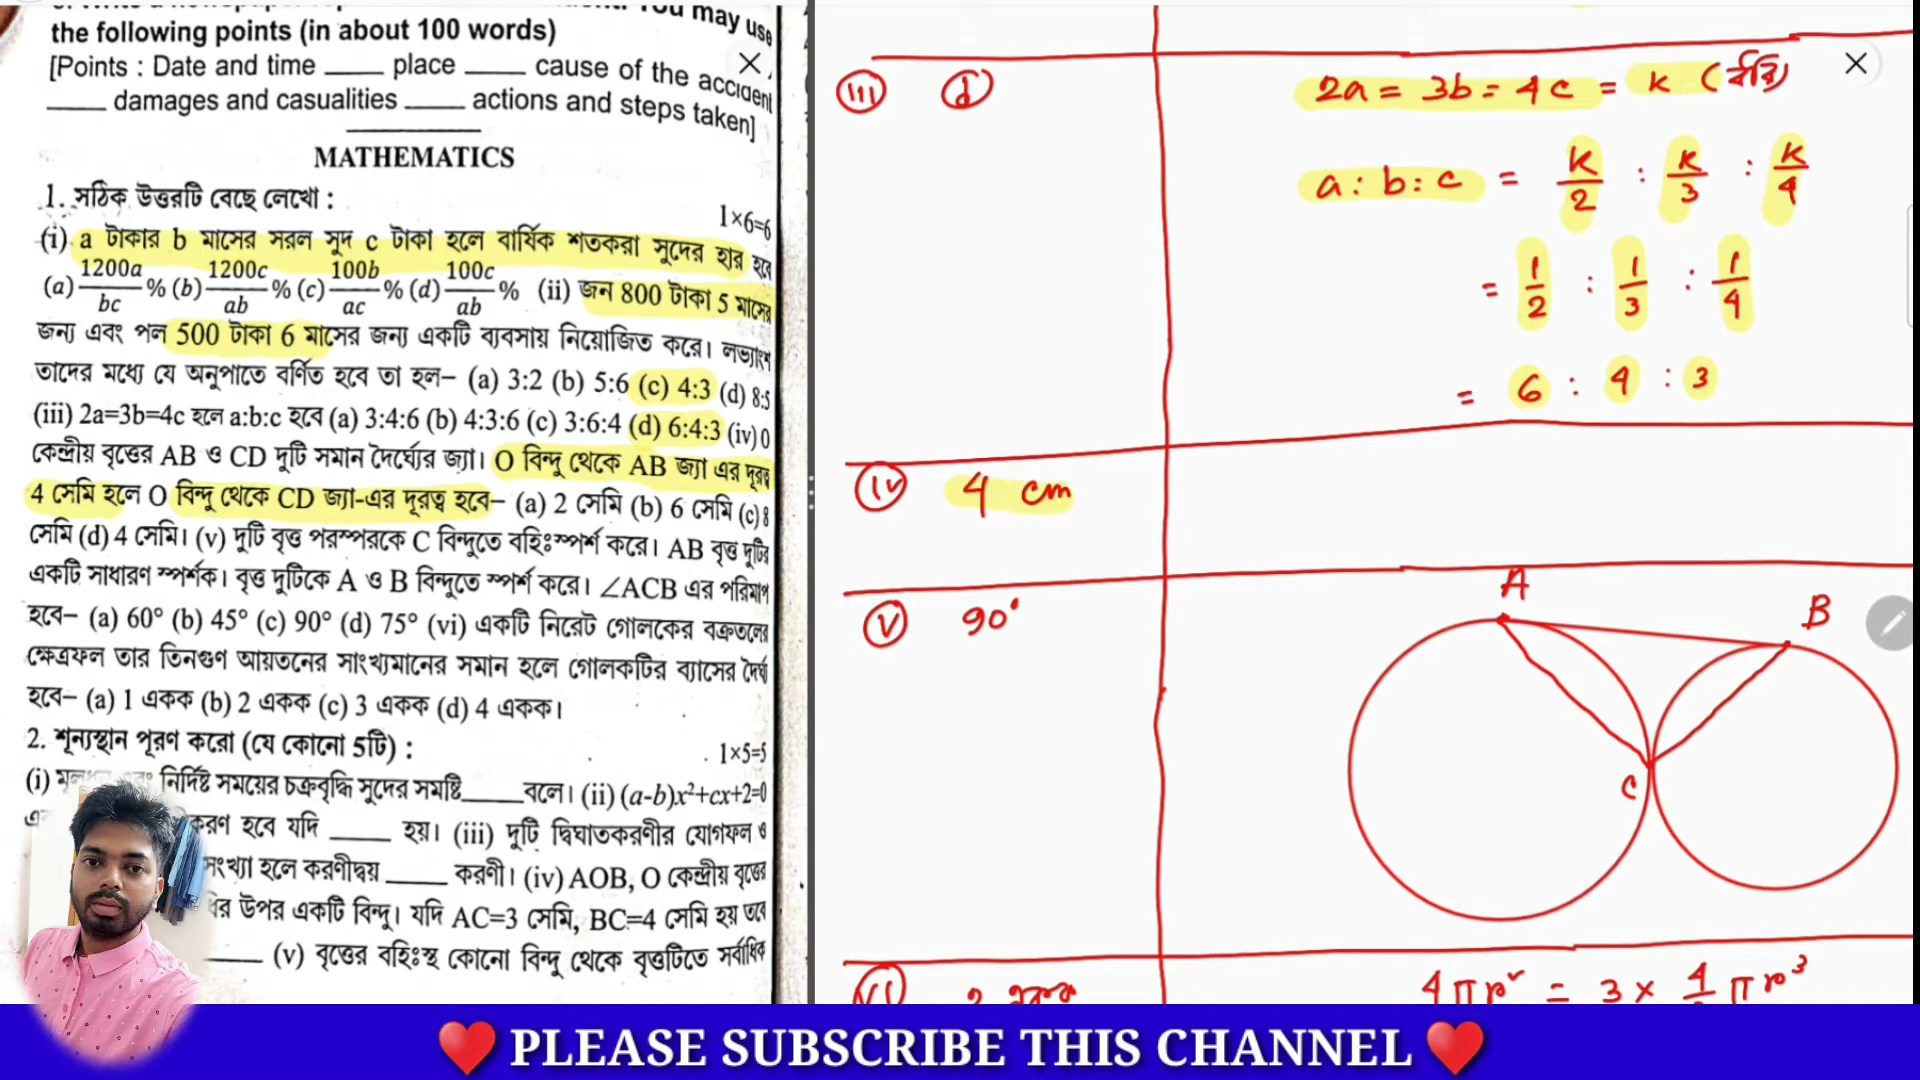 the following points (in about 100 words)
You may use
[Points : Date and time ____ place ____ cause of the accident
____ damages and casualities ____ actions and steps taken]
MATHEMATICS
1. সঠিক উত্তরটি বেছে লেখো :
1×6=6
(i) a টাকার b মাসের সরল সুদ c টাকা হলে বার্ষিক শতকরা সুদের হার হবে
(a) 1200a/bc % (b) 1200c/ab % (c) 100b/ac % (d) 100c/ab % (ii) জন 800 টাকা 5 মাসের
জন্য এবং পল 500 টাকা 6 মাসের জন্য একটি ব্যবসায় নিয়োজিত করে। লভ্যাংশ
তাদের মধ্যে যে অনুপাতে বর্ণিত হবে তা হল– (a) 3:2 (b) 5:6 (c) 4:3 (d) 8:5
(iii) 2a=3b=4c হলে a:b:c হবে (a) 3:4:6 (b) 4:3:6 (c) 3:6:4 (d) 6:4:3 (iv) O
কেন্দ্রীয় বৃত্তের AB ও CD দুটি সমান দৈর্ঘ্যের জ্যা। O বিন্দু থেকে AB জ্যা এর দূরত্ব
4 সেমি হলে O বিন্দু থেকে CD জ্যা-এর দূরত্ব হবে– (a) 2 সেমি (b) 6 সেমি (c) 8
সেমি (d) 4 সেমি। (v) দুটি বৃত্ত পরস্পরকে C বিন্দুতে বহিঃস্পর্শ করে। AB বৃত্ত দুটির
একটি সাধারণ স্পর্শক। বৃত্ত দুটিকে A ও B বিন্দুতে স্পর্শ করে। ∠ACB এর পরিমাপ
হবে– (a) 60° (b) 45° (c) 90° (d) 75° (vi) একটি নিরেট গোলকের বক্রতলের
ক্ষেত্রফল তার তিনগুণ আয়তনের সাংখ্যমানের সমান হলে গোলকটির ব্যাসের দৈর্ঘ্য
হবে– (a) 1 একক (b) 2 একক (c) 3 একক (d) 4 একক।
2. শূন্যস্থান পূরণ করো (যে কোনো 5টি) :
1×5=5
(i) নির্দিষ্ট সময়ের চক্রবৃদ্ধি সুদের সমষ্টি____বলে। (ii) (a-b)x²+cx+2=0
করণ হবে যদি ____ হয়। (iii) দুটি দ্বিঘাতকরণীর যোগফল ও
সংখ্যা হলে করণীদ্বয় ____ করণী। (iv) AOB, O কেন্দ্রীয় বৃত্তের
উপর একটি বিন্দু। যদি AC=3 সেমি, BC=4 সেমি হয় তবে
____ (v) বৃত্তের বহিঃস্থ কোনো বিন্দু থেকে বৃত্তটিতে সর্বাধিক
(iii) d
2a = 3b = 4c = k (ধরি)
a : b : c = k/2 : k/3 : k/4
= 1/2 : 1/3 : 1/4
= 6 : 4 : 3
(iv) 4 cm
(v) 90°
A
B
C
4πr² = 3 × 4 πr³
PLEASE SUBSCRIBE THIS CHANNEL